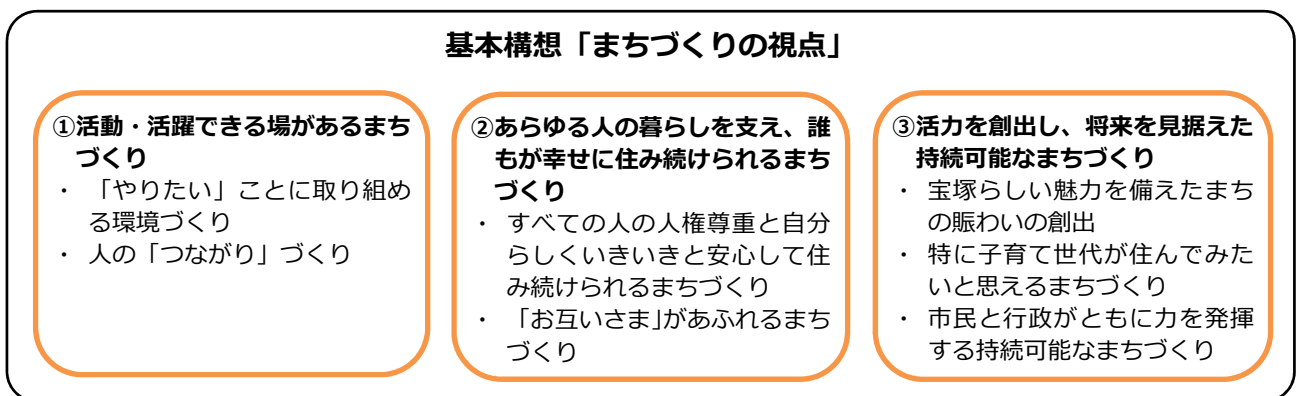 基本構想「まちづくりの視点」
①活動・活躍できる場があるまち
づくり
・ 「やりたい」ことに取り組め
る環境づくり
・ 人の「つながり」づくり
②あらゆる人の暮らしを支え、誰
もが幸せに住み続けられるまち
づくり
・ すべての人の人権尊重と自分
らしくいきいきと安心して住
み続けられるまちづくり
・ 「お互いさま」があふれるまち
づくり
③活力を創出し、将来を見据えた
持続可能なまちづくり
・ 宝塚らしい魅力を備えたまち
の賑わいの創出
・ 特に子育て世代が住んでみた
いと思えるまちづくり
・ 市民と行政がともに力を発揮
する持続可能なまちづくり